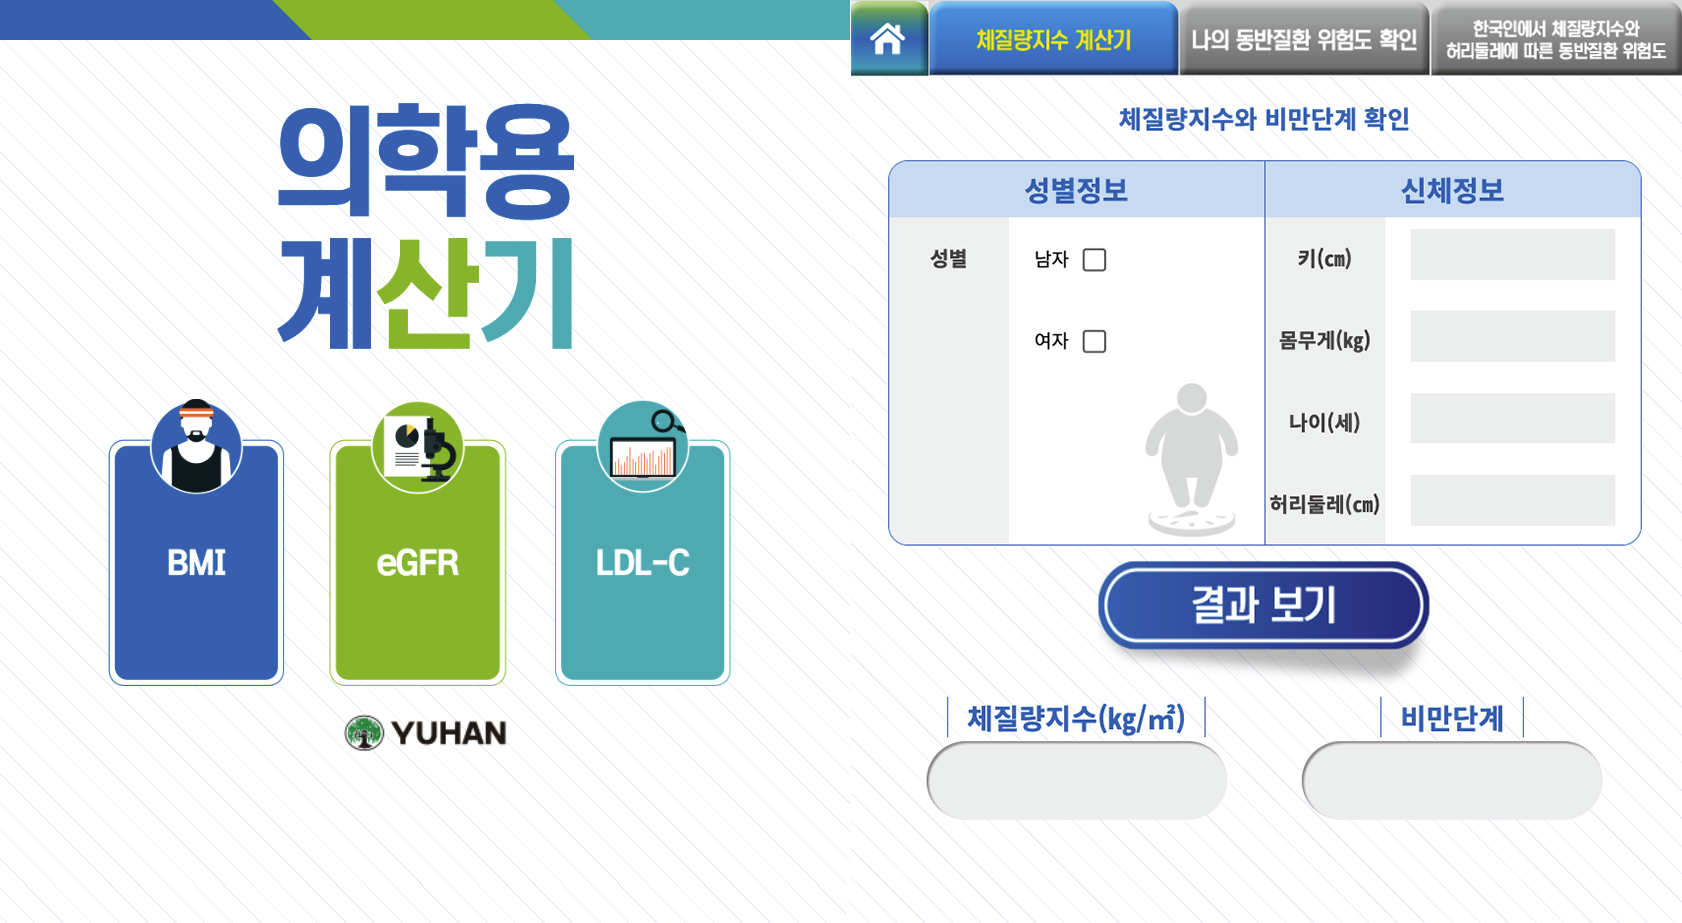 의학용
계산기
BMI
eGFR
LDL-C
YUHAN
체질량지수 계산기
나의 동반질환 위험도 확인
한국인에서 체질량지수와
허리둘레에 따른 동반질환 위험도
체질량지수와 비만단계 확인
성별정보
신체정보
성별
남자
여자
키(㎝)
몸무게(㎏)
나이(세)
허리둘레(㎝)
결과 보기
체질량지수(㎏/㎡)
비만단계